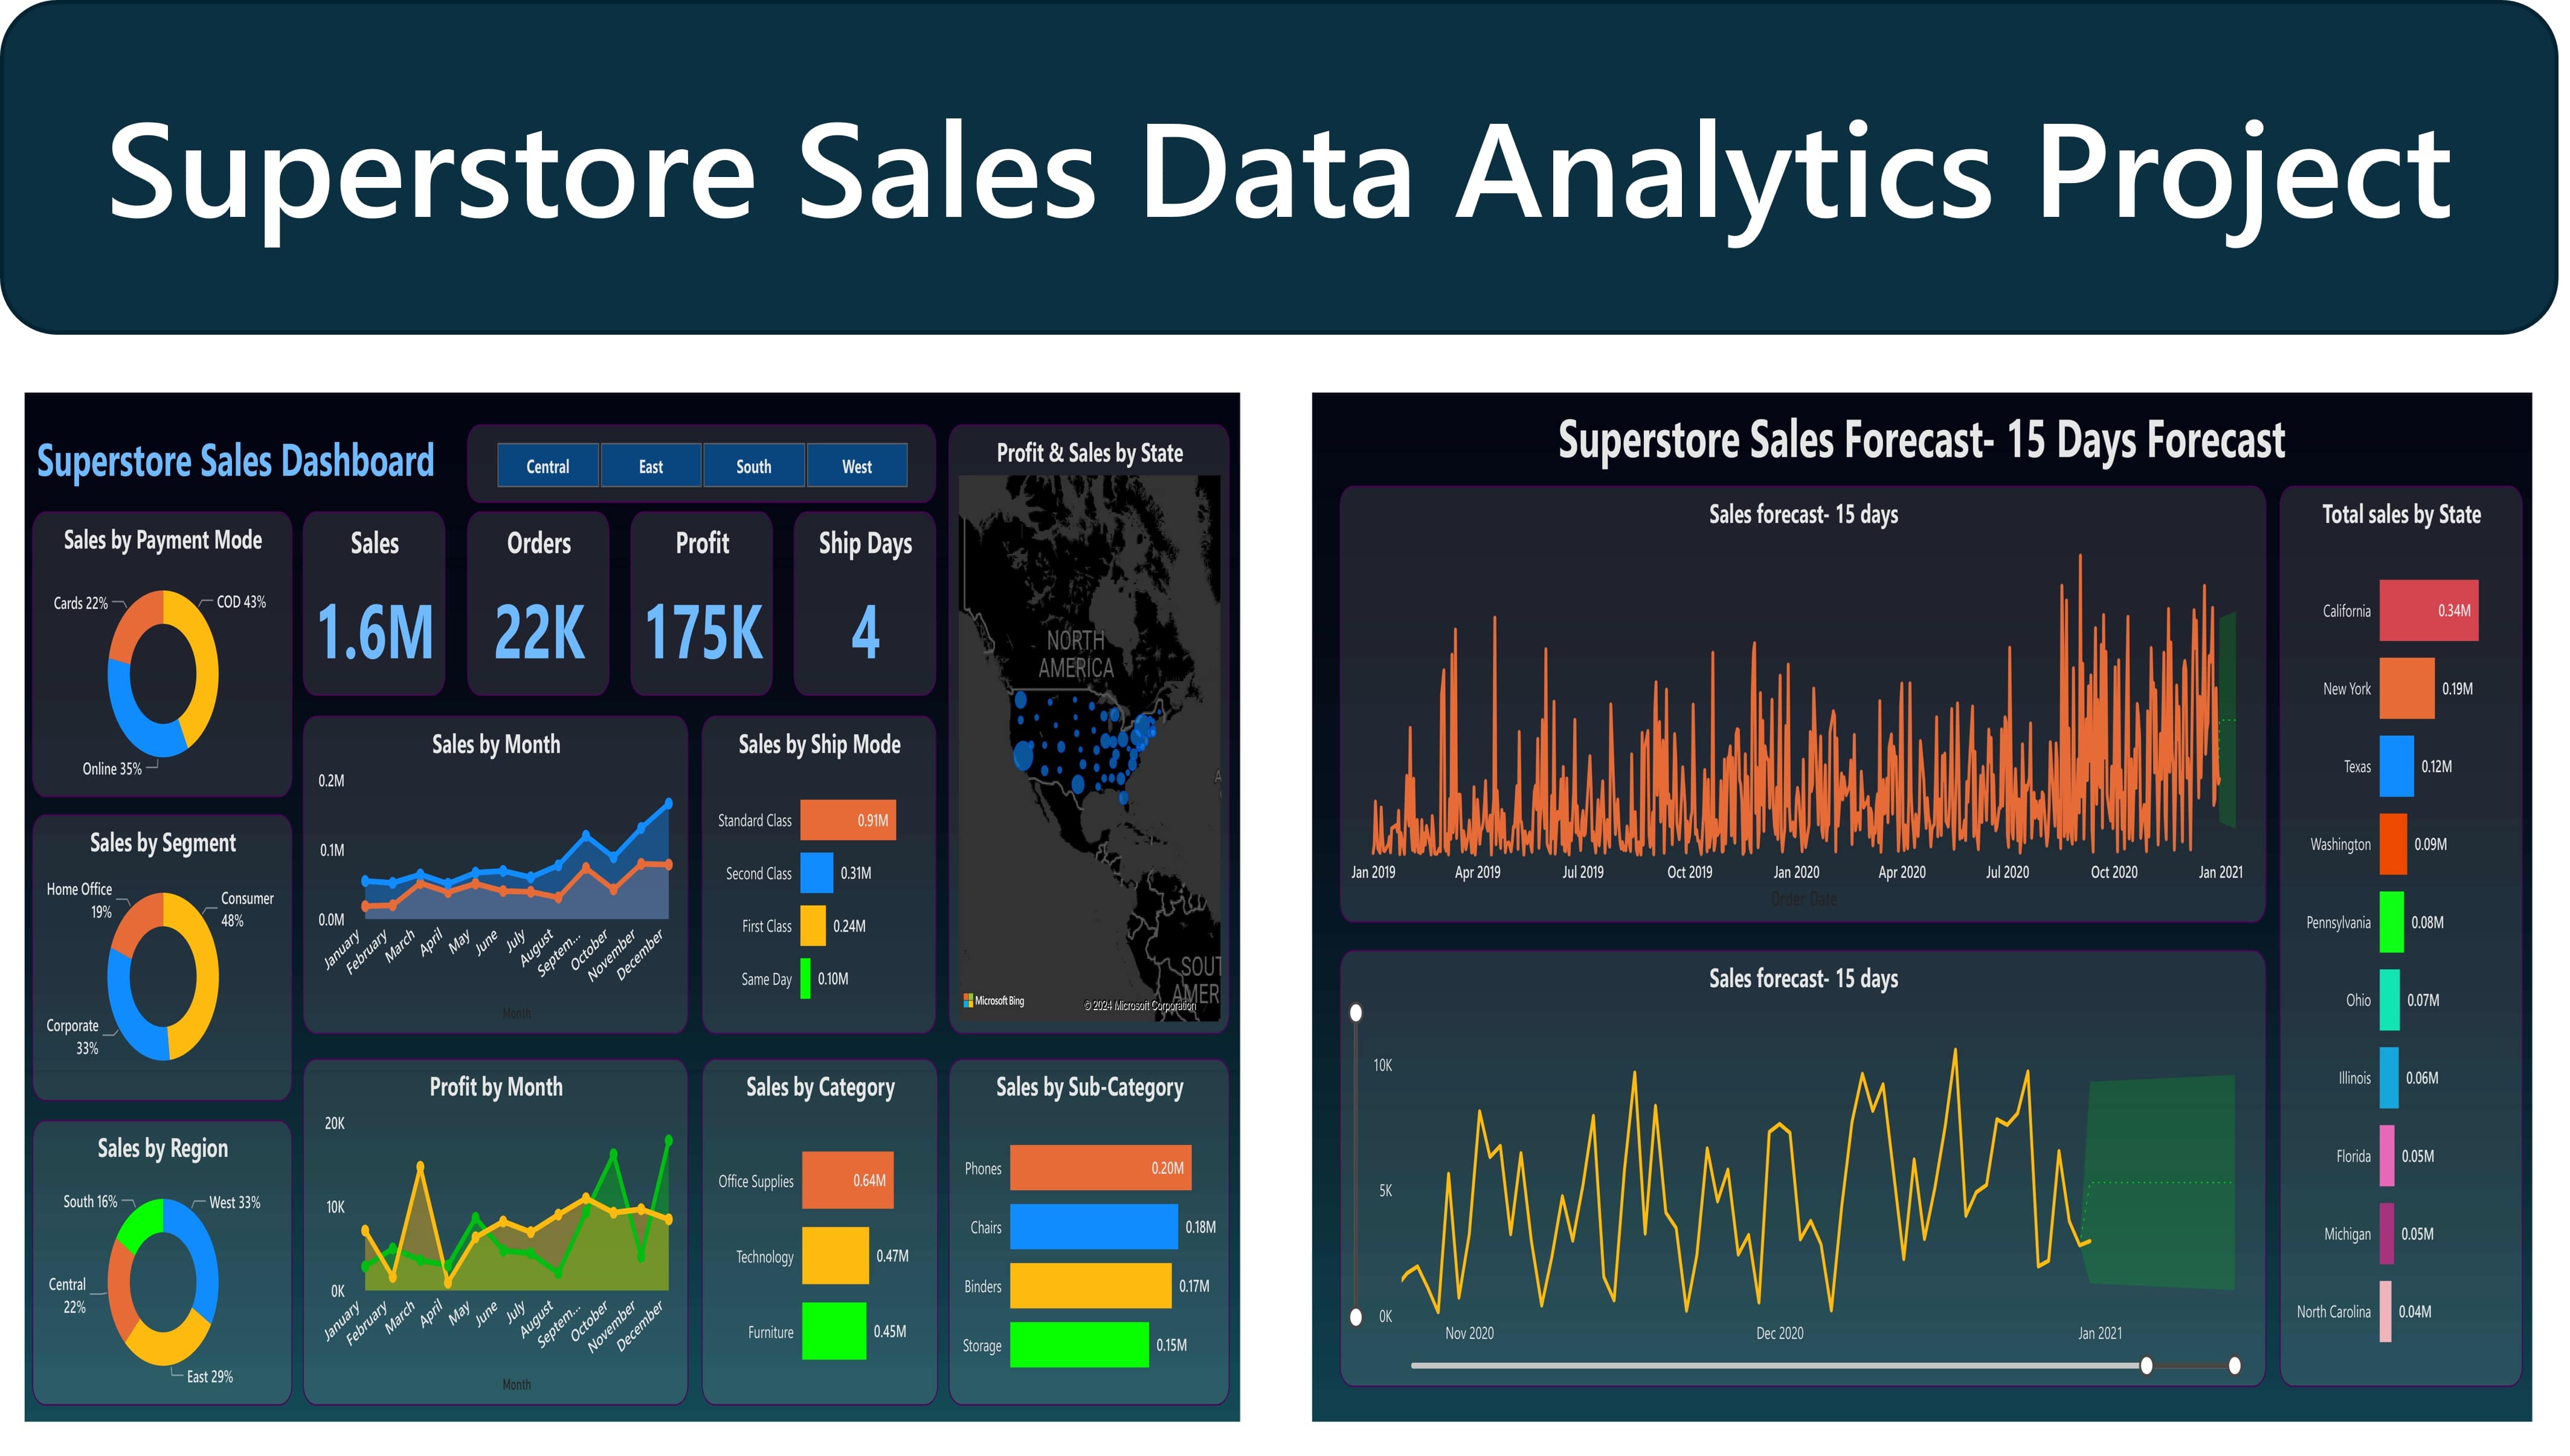 Superstore Sales Data Analytics Project
Superstore Sales Dashboard
Central
East
South
West
Sales by Payment Mode
Cards 22%
COD 43%
Online 35%
Sales
1.6M
Orders
22K
Profit
175K
Ship Days
4
Profit & Sales by State
NORTH
AMERICA
A
SOUT
AMER
Microsoft Bing
© 2024 Microsoft Corporation
Sales by Segment
Home Office
19%
Consumer
48%
Corporate
33%
Sales by Month
0.2M
0.1M
0.0M
January
February
March
April
May
June
July
August
Septem...
October
November
December
Month
Sales by Ship Mode
Standard Class
0.91M
Second Class
0.31M
First Class
0.24M
Same Day
0.10M
Sales by Region
South 16%
West 33%
Central
22%
East 29%
Profit by Month
20K
10K
0K
January
February
March
April
May
June
July
August
Septem...
October
November
December
Month
Sales by Category
Office Supplies
0.64M
Technology
0.47M
Furniture
0.45M
Sales by Sub-Category
Phones
0.20M
Chairs
0.18M
Binders
0.17M
Storage
0.15M
Superstore Sales Forecast- 15 Days Forecast
Sales forecast- 15 days
Jan 2019
Apr 2019
Jul 2019
Oct 2019
Jan 2020
Apr 2020
Jul 2020
Oct 2020
Jan 2021
Order Date
Sales forecast- 15 days
10K
5K
0K
Nov 2020
Dec 2020
Jan 2021
Total sales by State
California
0.34M
New York
0.19M
Texas
0.12M
Washington
0.09M
Pennsylvania
0.08M
Ohio
0.07M
Illinois
0.06M
Florida
0.05M
Michigan
0.05M
North Carolina
0.04M